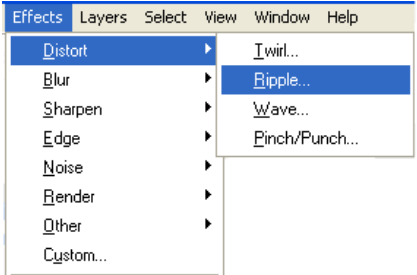 Effects Layers Select View Window Help
Distort Twirl...
Blur Ripple...
Sharpen Wave...
Edge Pinch/Punch...
Noise
Render
Other
Custom...